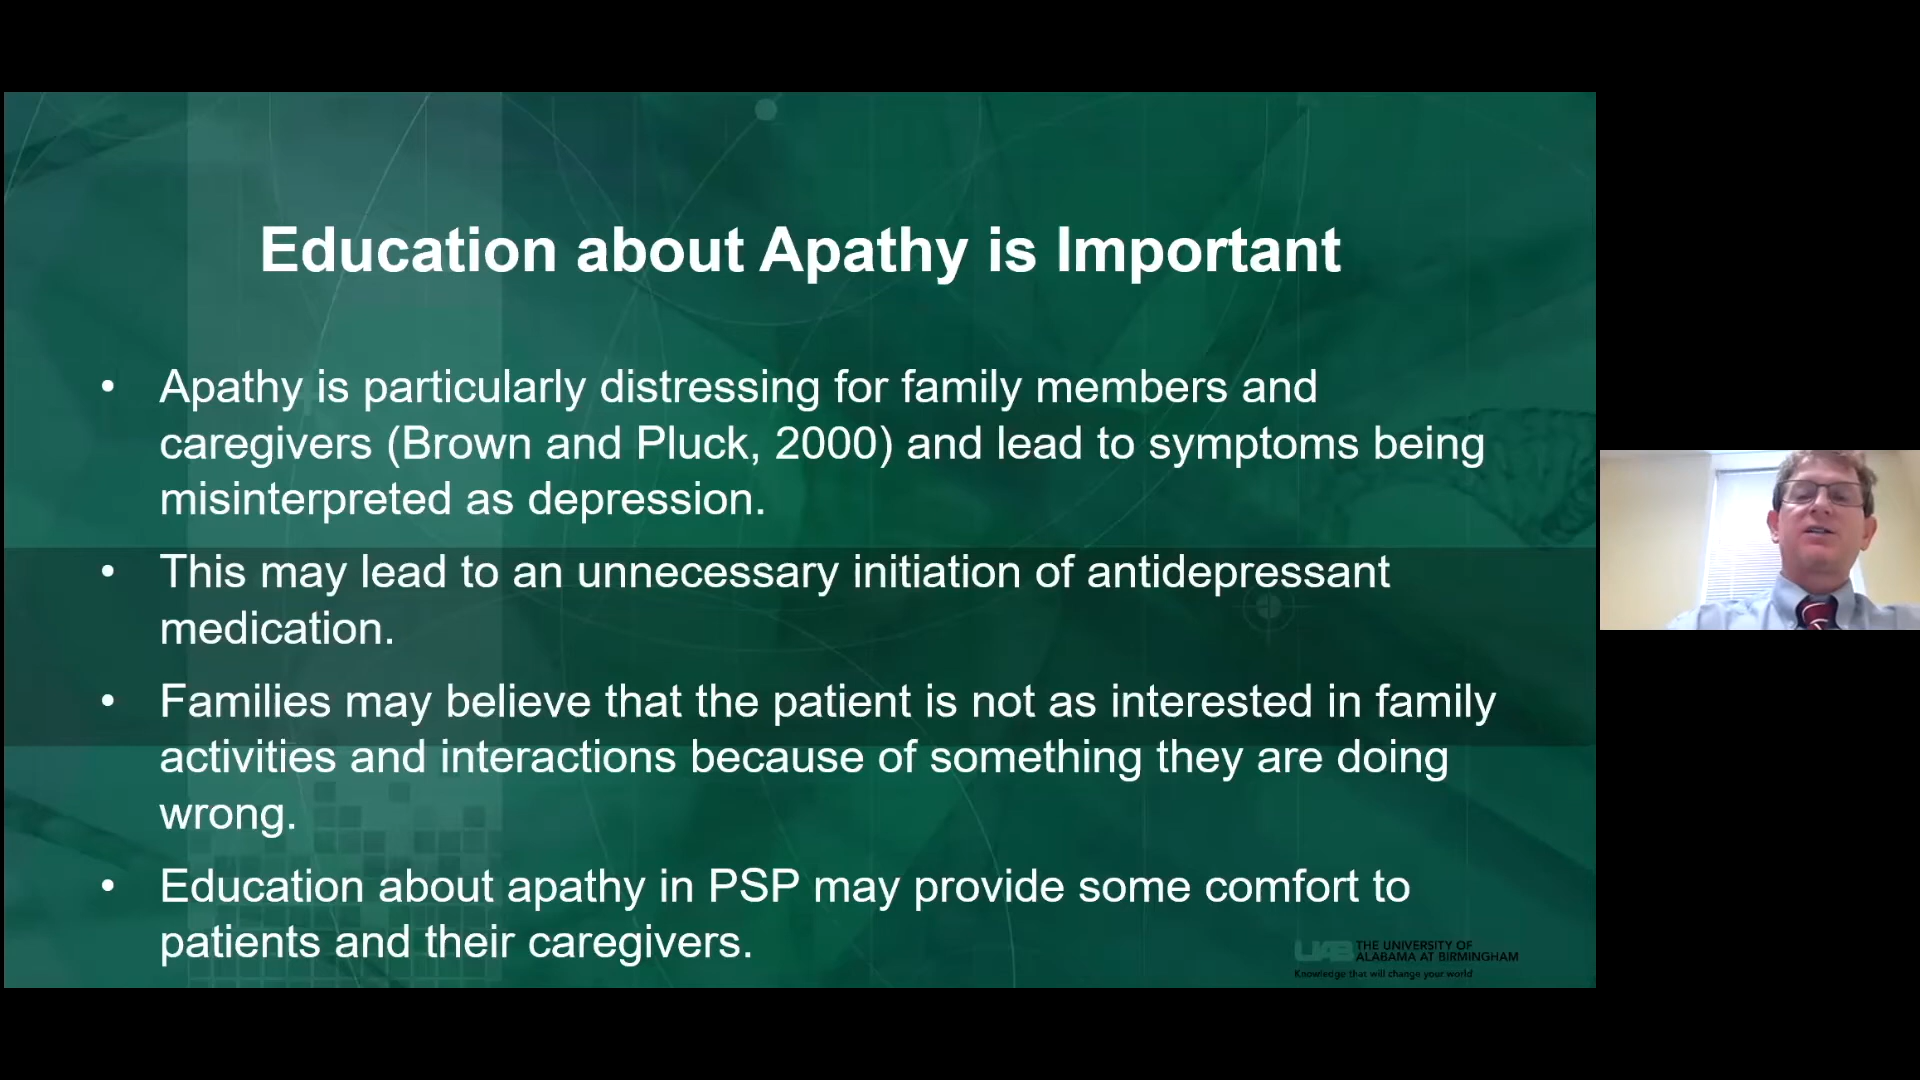 Education about Apathy is Important
• Apathy is particularly distressing for family members and
caregivers (Brown and Pluck, 2000) and lead to symptoms being
misinterpreted as depression.
• This may lead to an unnecessary initiation of antidepressant
medication.
• Families may believe that the patient is not as interested in family
activities and interactions because of something they are doing
wrong.
• Education about apathy in PSP may provide some comfort to
patients and their caregivers.
UAB THE UNIVERSITY OF
ALABAMA AT BIRMINGHAM
Knowledge that will change your world